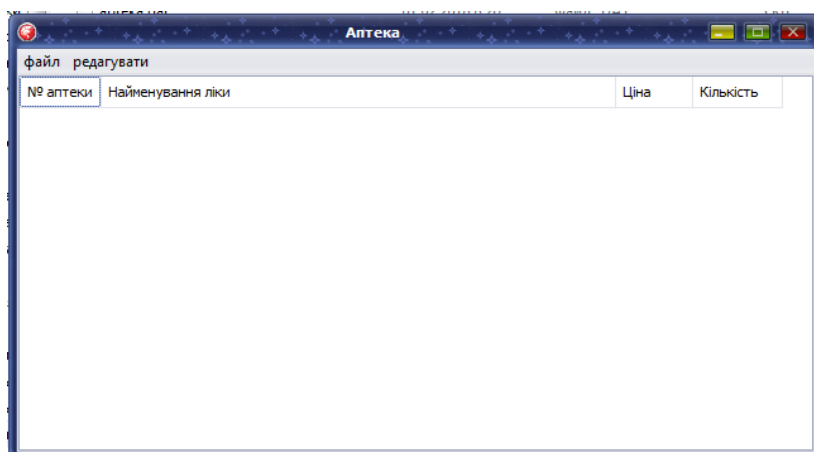 Аптека
файл редагувати
№ аптеки Найменування ліки Ціна Кількість